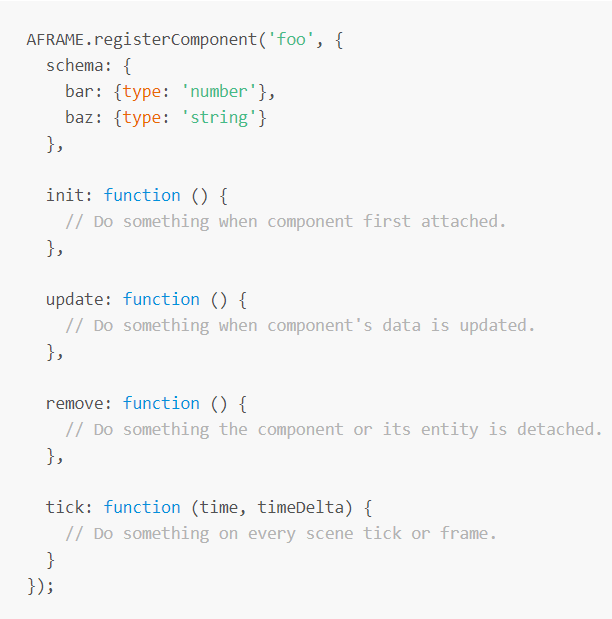 AFRAME.registerComponent('foo', {
  schema: {
    bar: {type: 'number'},
    baz: {type: 'string'}
  },

  init: function () {
    // Do something when component first attached.
  },

  update: function () {
    // Do something when component's data is updated.
  },

  remove: function () {
    // Do something the component or its entity is detached.
  },

  tick: function (time, timeDelta) {
    // Do something on every scene tick or frame.
  }
});